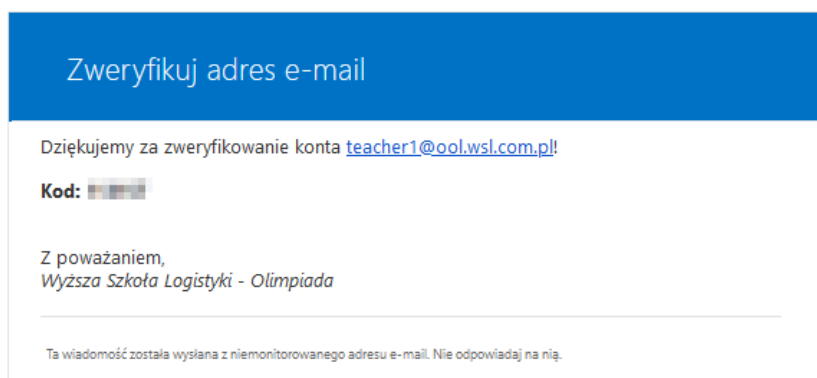 Zweryfikuj adres e-mail
Dziękujemy za zweryfikowanie konta teacher1@ool.wsl.com.pl!
Kod:
Z poważaniem,
Wyższa Szkoła Logistyki - Olimpiada
Ta wiadomość została wysłana z niemonitorowanego adresu e-mail. Nie odpowiadaj na nią.